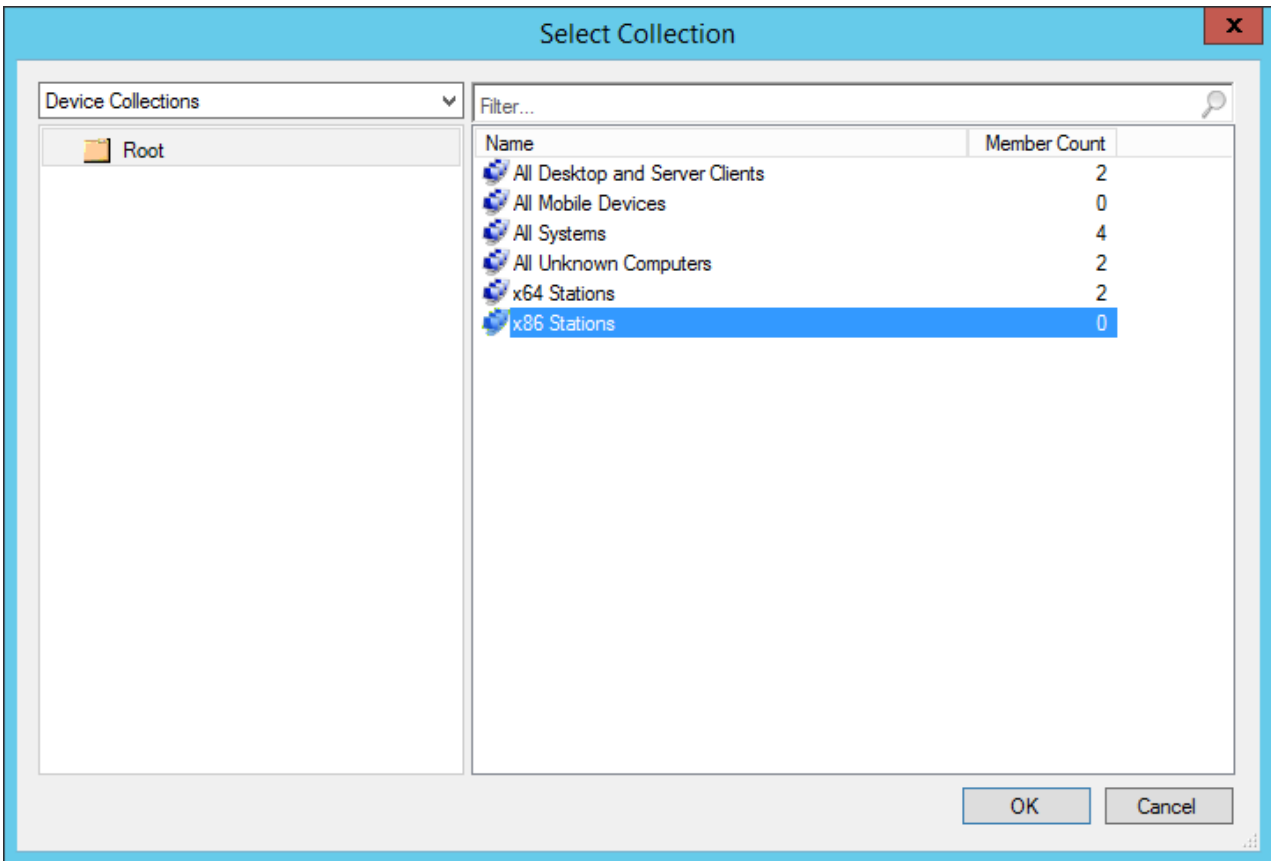 Select Collection
x
Device Collections
Filter...
Root
Name Member Count
All Desktop and Server Clients 2
All Mobile Devices 0
All Systems 4
All Unknown Computers 2
x64 Stations 2
x86 Stations 0
OK Cancel